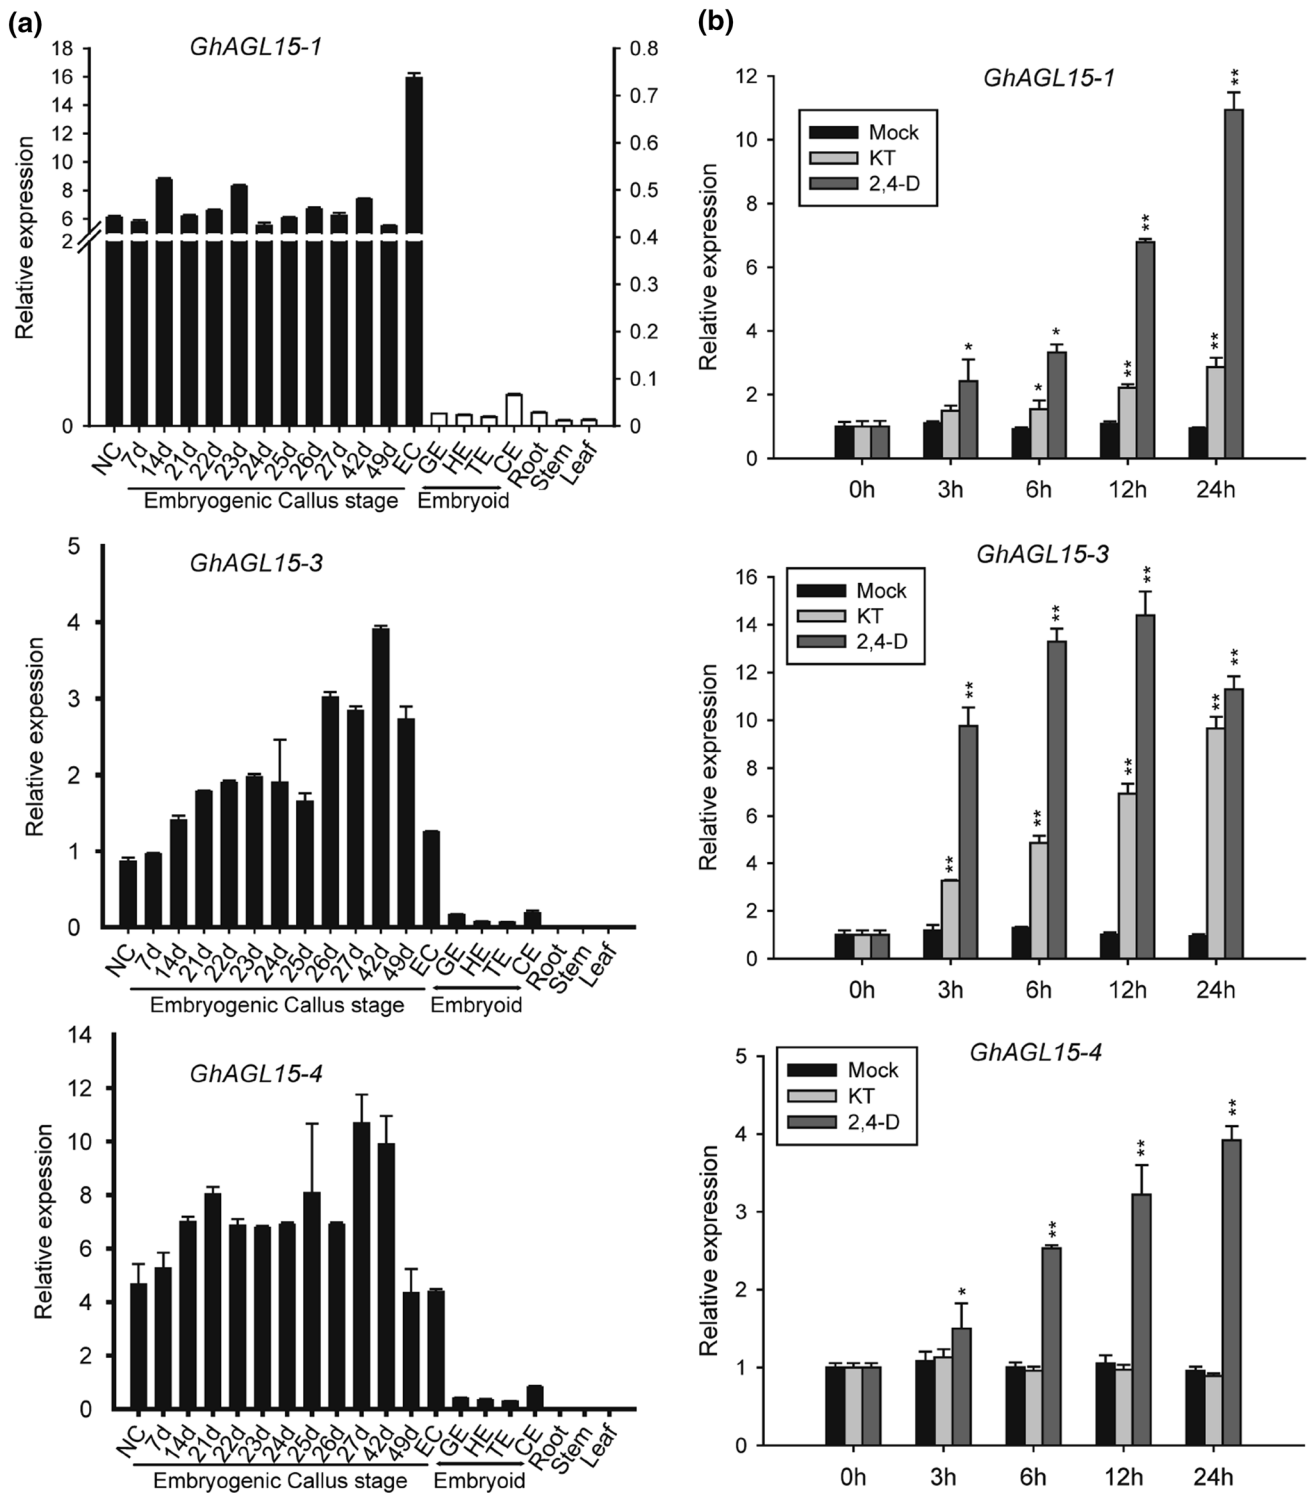 (a)
GhAGL15-1
Relative expression
18
16
14
12
10
8
6
2
0
0.8
0.7
0.6
0.5
0.4
0.3
0.2
0.1
0
NC 7d 14d 21d 22d 23d 24d 25d 26d 27d 42d 49d EC GE HE TE CE Root Stem Leaf
Embryogenic Callus stage Embryoid
GhAGL15-3
Relative expession
5
4
3
2
1
0
NC 7d 14d 21d 22d 23d 24d 25d 26d 27d 42d 49d EC GE HE TE CE Root Stem Leaf
Embryogenic Callus stage Embryoid
GhAGL15-4
Relative expession
14
12
10
8
6
4
2
0
NC 7d 14d 21d 22d 23d 24d 25d 26d 27d 42d 49d EC GE HE TE CE Root Stem Leaf
Embryogenic Callus stage Embryoid
(b)
GhAGL15-1
Relative expression
12
10
8
6
4
2
0
Mock
KT
2,4-D
* * * ** ** ** **
0h 3h 6h 12h 24h
GhAGL15-3
Relative expression
16
14
12
10
8
6
4
2
0
Mock
KT
2,4-D
** ** ** ** ** ** ** **
0h 3h 6h 12h 24h
GhAGL15-4
Relative expression
5
4
3
2
1
0
Mock
KT
2,4-D
* ** ** **
0h 3h 6h 12h 24h